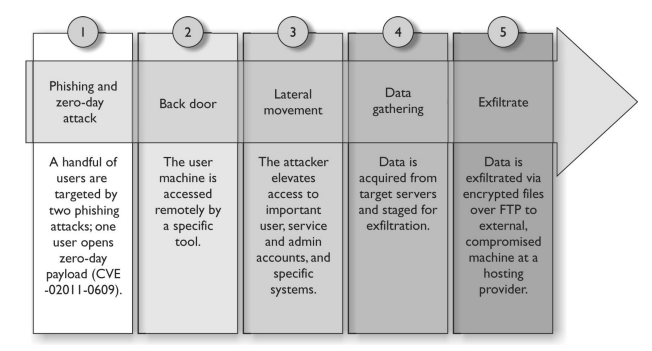 1
2
3
4
5
Phishing and
zero-day
attack
Back door
Lateral
movement
Data
gathering
Exfiltrate
A handful of
users are
targeted by
two phishing
attacks; one
user opens
zero-day
payload (CVE
-02011-0609).
The user
machine is
accessed
remotely by
a specific
tool.
The attacker
elevates
access to
important
user, service
and admin
accounts, and
specific
systems.
Data is
acquired from
target servers
and staged for
exfiltration.
Data is
exfiltrated via
encrypted files
over FTP to
external,
compromised
machine at a
hosting
provider.